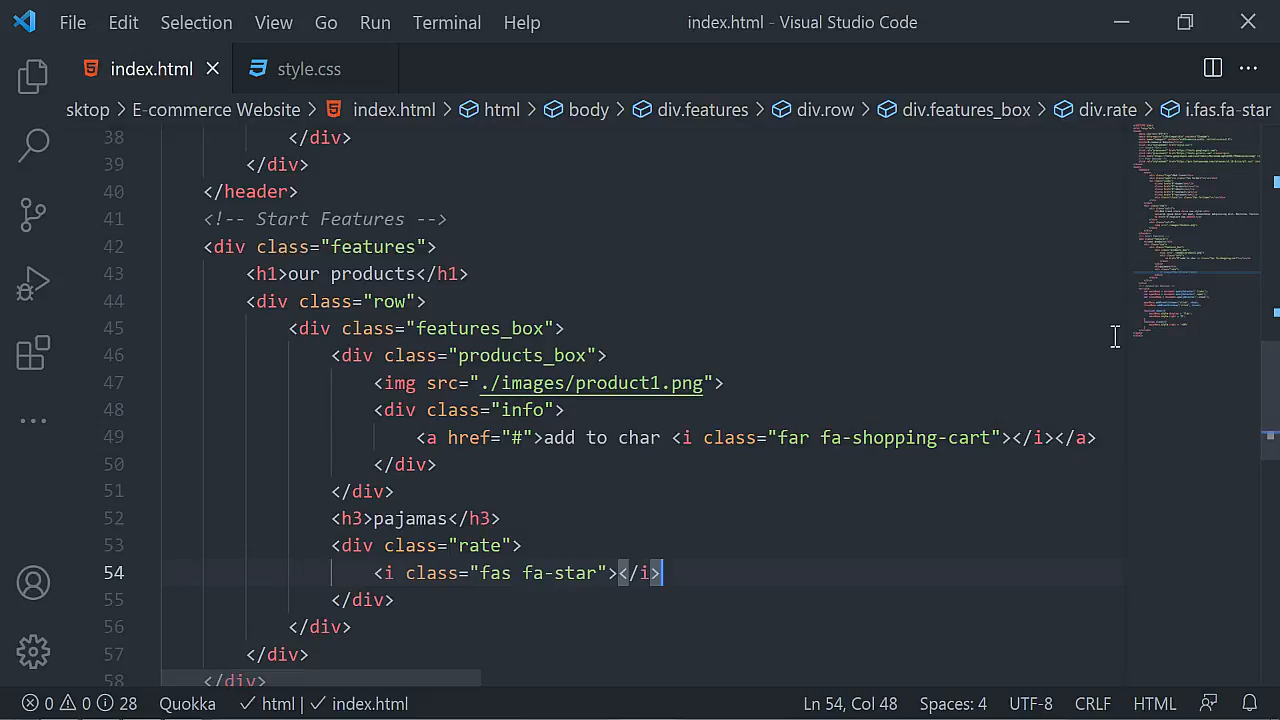 File Edit Selection View Go Run Terminal Help index.html - Visual Studio Code
index.html style.css
sktop > E-commerce Website > index.html > html > body > div.features > div.row > div.features_box > div.rate > i.fas.fa-star
38 </div>
39 </div>
40 </header>
41 <!-- Start Features -->
42 <div class="features">
43 <h1>our products</h1>
44 <div class="row">
45 <div class="features_box">
46 <div class="products_box">
47 <img src="./images/product1.png">
48 <div class="info">
49 <a href="#">add to char <i class="far fa-shopping-cart"></i></a>
50 </div>
51 </div>
52 <h3>pajamas</h3>
53 <div class="rate">
54 <i class="fas fa-star"></i>
55 </div>
56 </div>
57 </div>
58 </div>
0 0 28 Quokka html | index.html Ln 54, Col 48 Spaces: 4 UTF-8 CRLF HTML